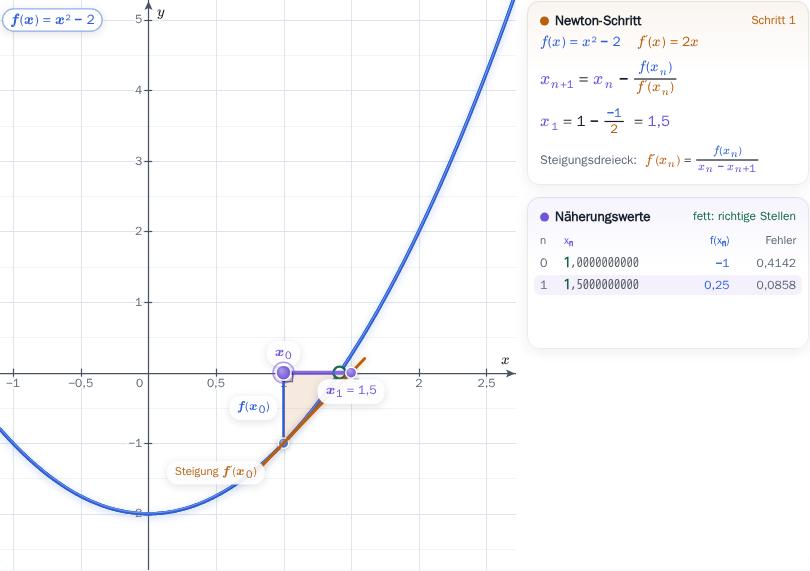 f(x) = x² − 2
y
5
4
3
2
1
x
−1
−0,5
0
0,5
1
2
2,5
x₀
x₁ = 1,5
f(x₀)
−1
Steigung f′(x₀)
−2
Newton-Schritt Schritt 1
f(x) = x² − 2 f′(x) = 2x
xₙ₊₁ = xₙ − f(xₙ) / f′(xₙ)
x₁ = 1 − −1 / 2 = 1,5
Steigungsdreieck: f′(xₙ) = f(xₙ) / xₙ − xₙ₊₁
Näherungswerte fett: richtige Stellen
n xₙ f(xₙ) Fehler
0 1,0000000000 −1 0,4142
1 1,5000000000 0,25 0,0858